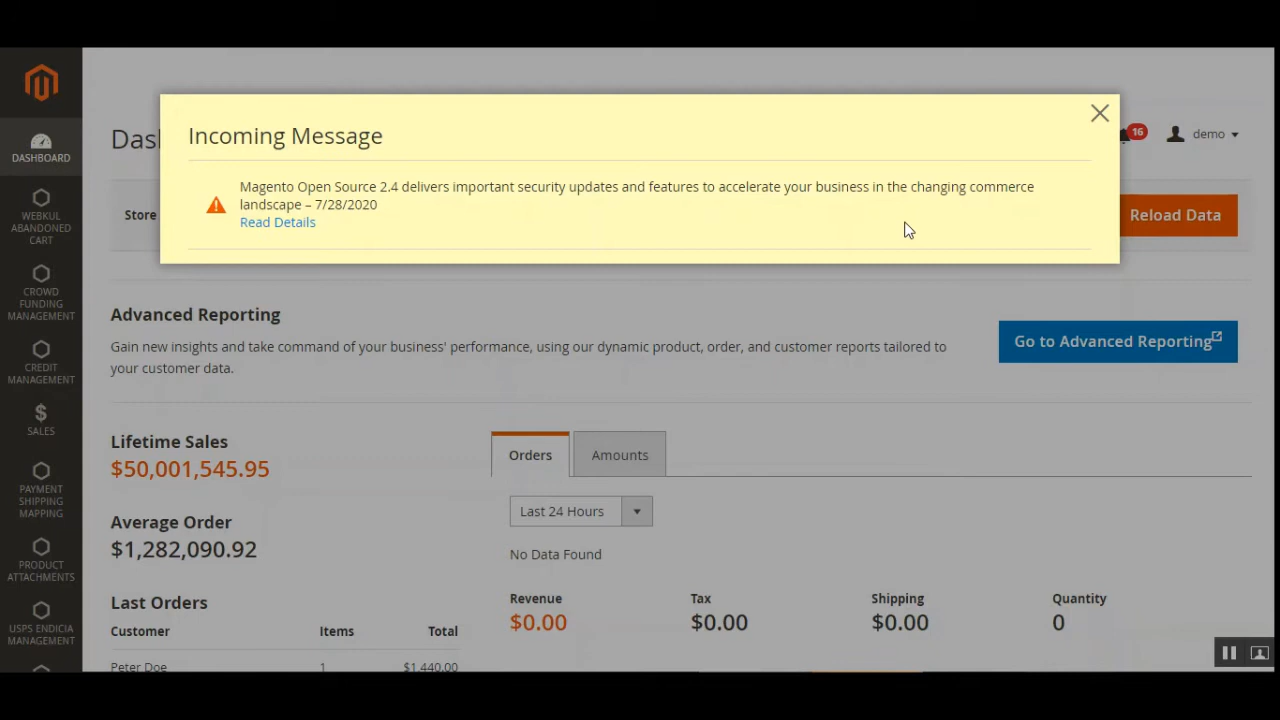 Incoming Message
Magento Open Source 2.4 delivers important security updates and features to accelerate your business in the changing commerce
landscape – 7/28/2020
Read Details
16
demo
Store
Reload Data
DASHBOARD
WEBKUL
ABANDONED
CART
CROWD
FUNDING
MANAGEMENT
CREDIT
MANAGEMENT
$
SALES
PAYMENT
SHIPPING
MAPPING
PRODUCT
ATTACHMENTS
USPS ENDICIA
MANAGEMENT
Advanced Reporting
Gain new insights and take command of your business' performance, using our dynamic product, order, and customer reports tailored to
your customer data.
Go to Advanced Reporting
Lifetime Sales
$50,001,545.95
Average Order
$1,282,090.92
Last Orders
Customer Items Total
Peter Doe 1 $1,440.00
Orders Amounts
Last 24 Hours
No Data Found
Revenue Tax Shipping Quantity
$0.00 $0.00 $0.00 0